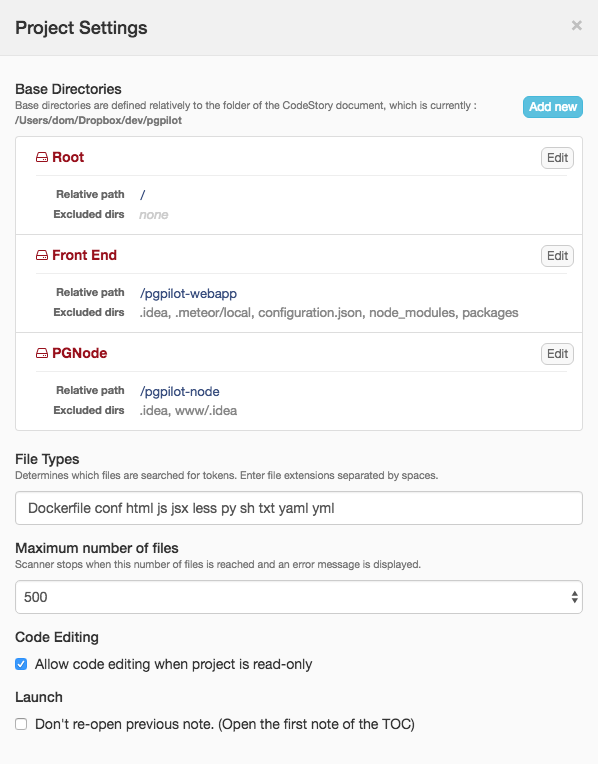 Project Settings
×
Base Directories
Base directories are defined relatively to the folder of the CodeStory document, which is currently :
/Users/dom/Dropbox/dev/pgpilot
Add new
Root
Edit
Relative path /
Excluded dirs none
Front End
Edit
Relative path /pgpilot-webapp
Excluded dirs .idea, .meteor/local, configuration.json, node_modules, packages
PGNode
Edit
Relative path /pgpilot-node
Excluded dirs .idea, www/.idea
File Types
Determines which files are searched for tokens. Enter file extensions separated by spaces.
Dockerfile conf html js jsx less py sh txt yaml yml
Maximum number of files
Scanner stops when this number of files is reached and an error message is displayed.
500
Code Editing
Allow code editing when project is read-only
Launch
Don't re-open previous note. (Open the first note of the TOC)